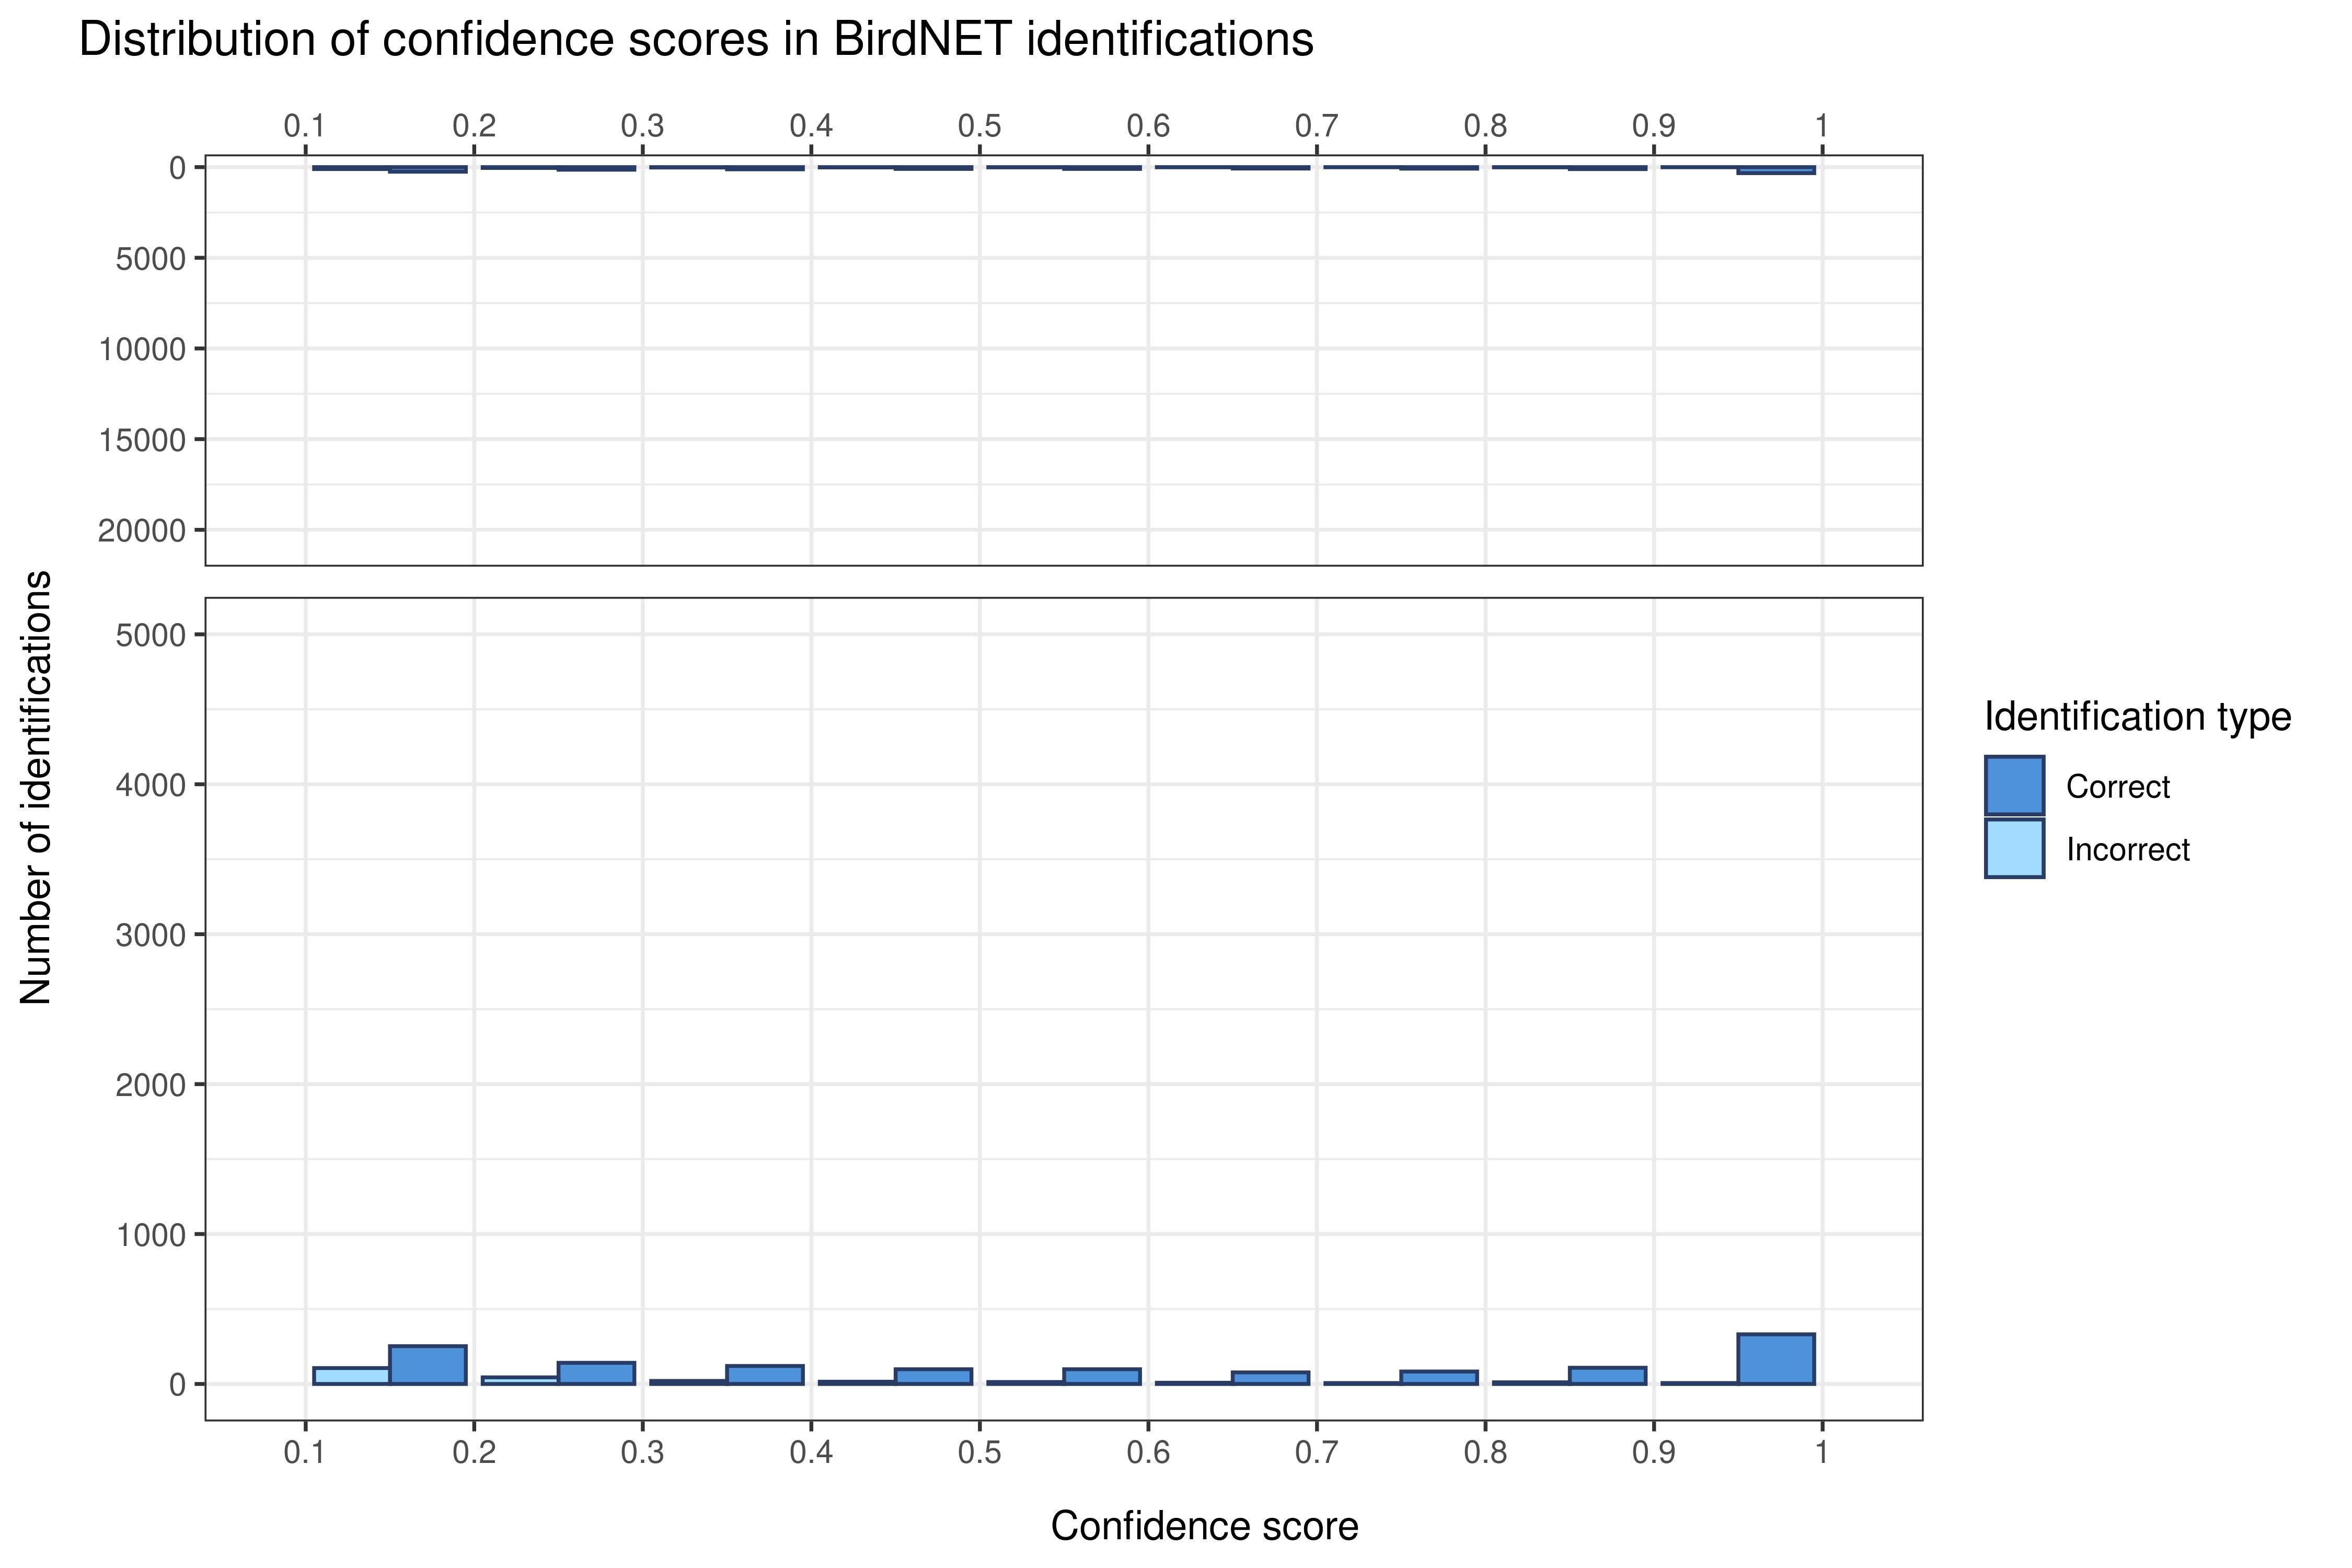 Distribution of confidence scores in BirdNET identifications
0.1 0.2 0.3 0.4 0.5 0.6 0.7 0.8 0.9 1
0
5000
10000
15000
20000
Number of identifications
5000
4000
3000
2000
1000
0
0.1 0.2 0.3 0.4 0.5 0.6 0.7 0.8 0.9 1
Confidence score
Identification type
Correct
Incorrect